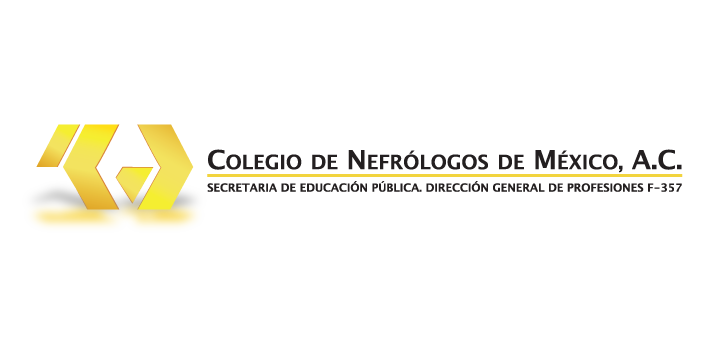 COLEGIO DE NEFRÓLOGOS DE MÉXICO, A.C.
SECRETARIA DE EDUCACIÓN PÚBLICA. DIRECCIÓN GENERAL DE PROFESIONES F-357